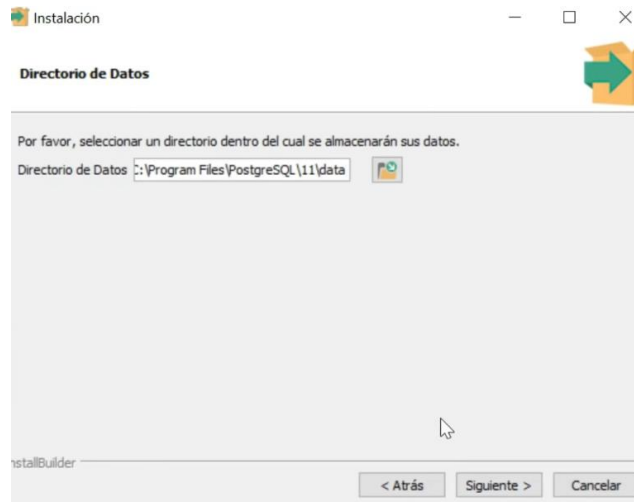 Instalación
Directorio de Datos
Por favor, seleccionar un directorio dentro del cual se almacenarán sus datos.
Directorio de Datos C:\Program Files\PostgreSQL\11\data
nstallBuilder
< Atrás Siguiente > Cancelar